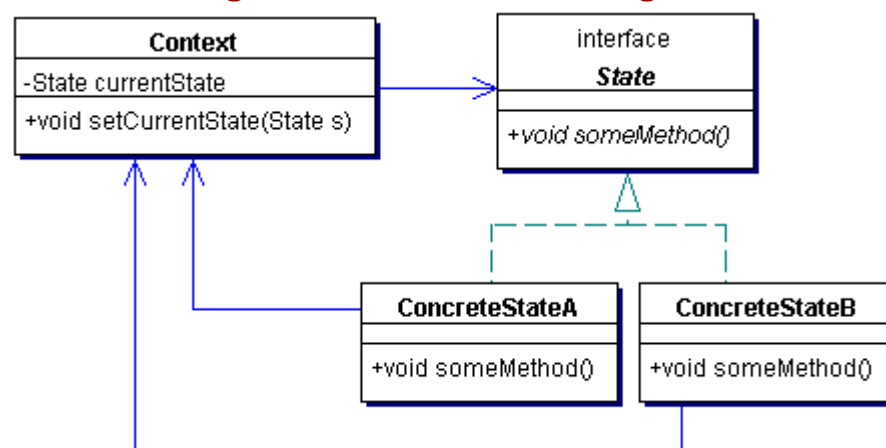 Context
-State currentState
+void setCurrentState(State s)
interface
State
+void someMethod()
ConcreteStateA
+void someMethod()
ConcreteStateB
+void someMethod()